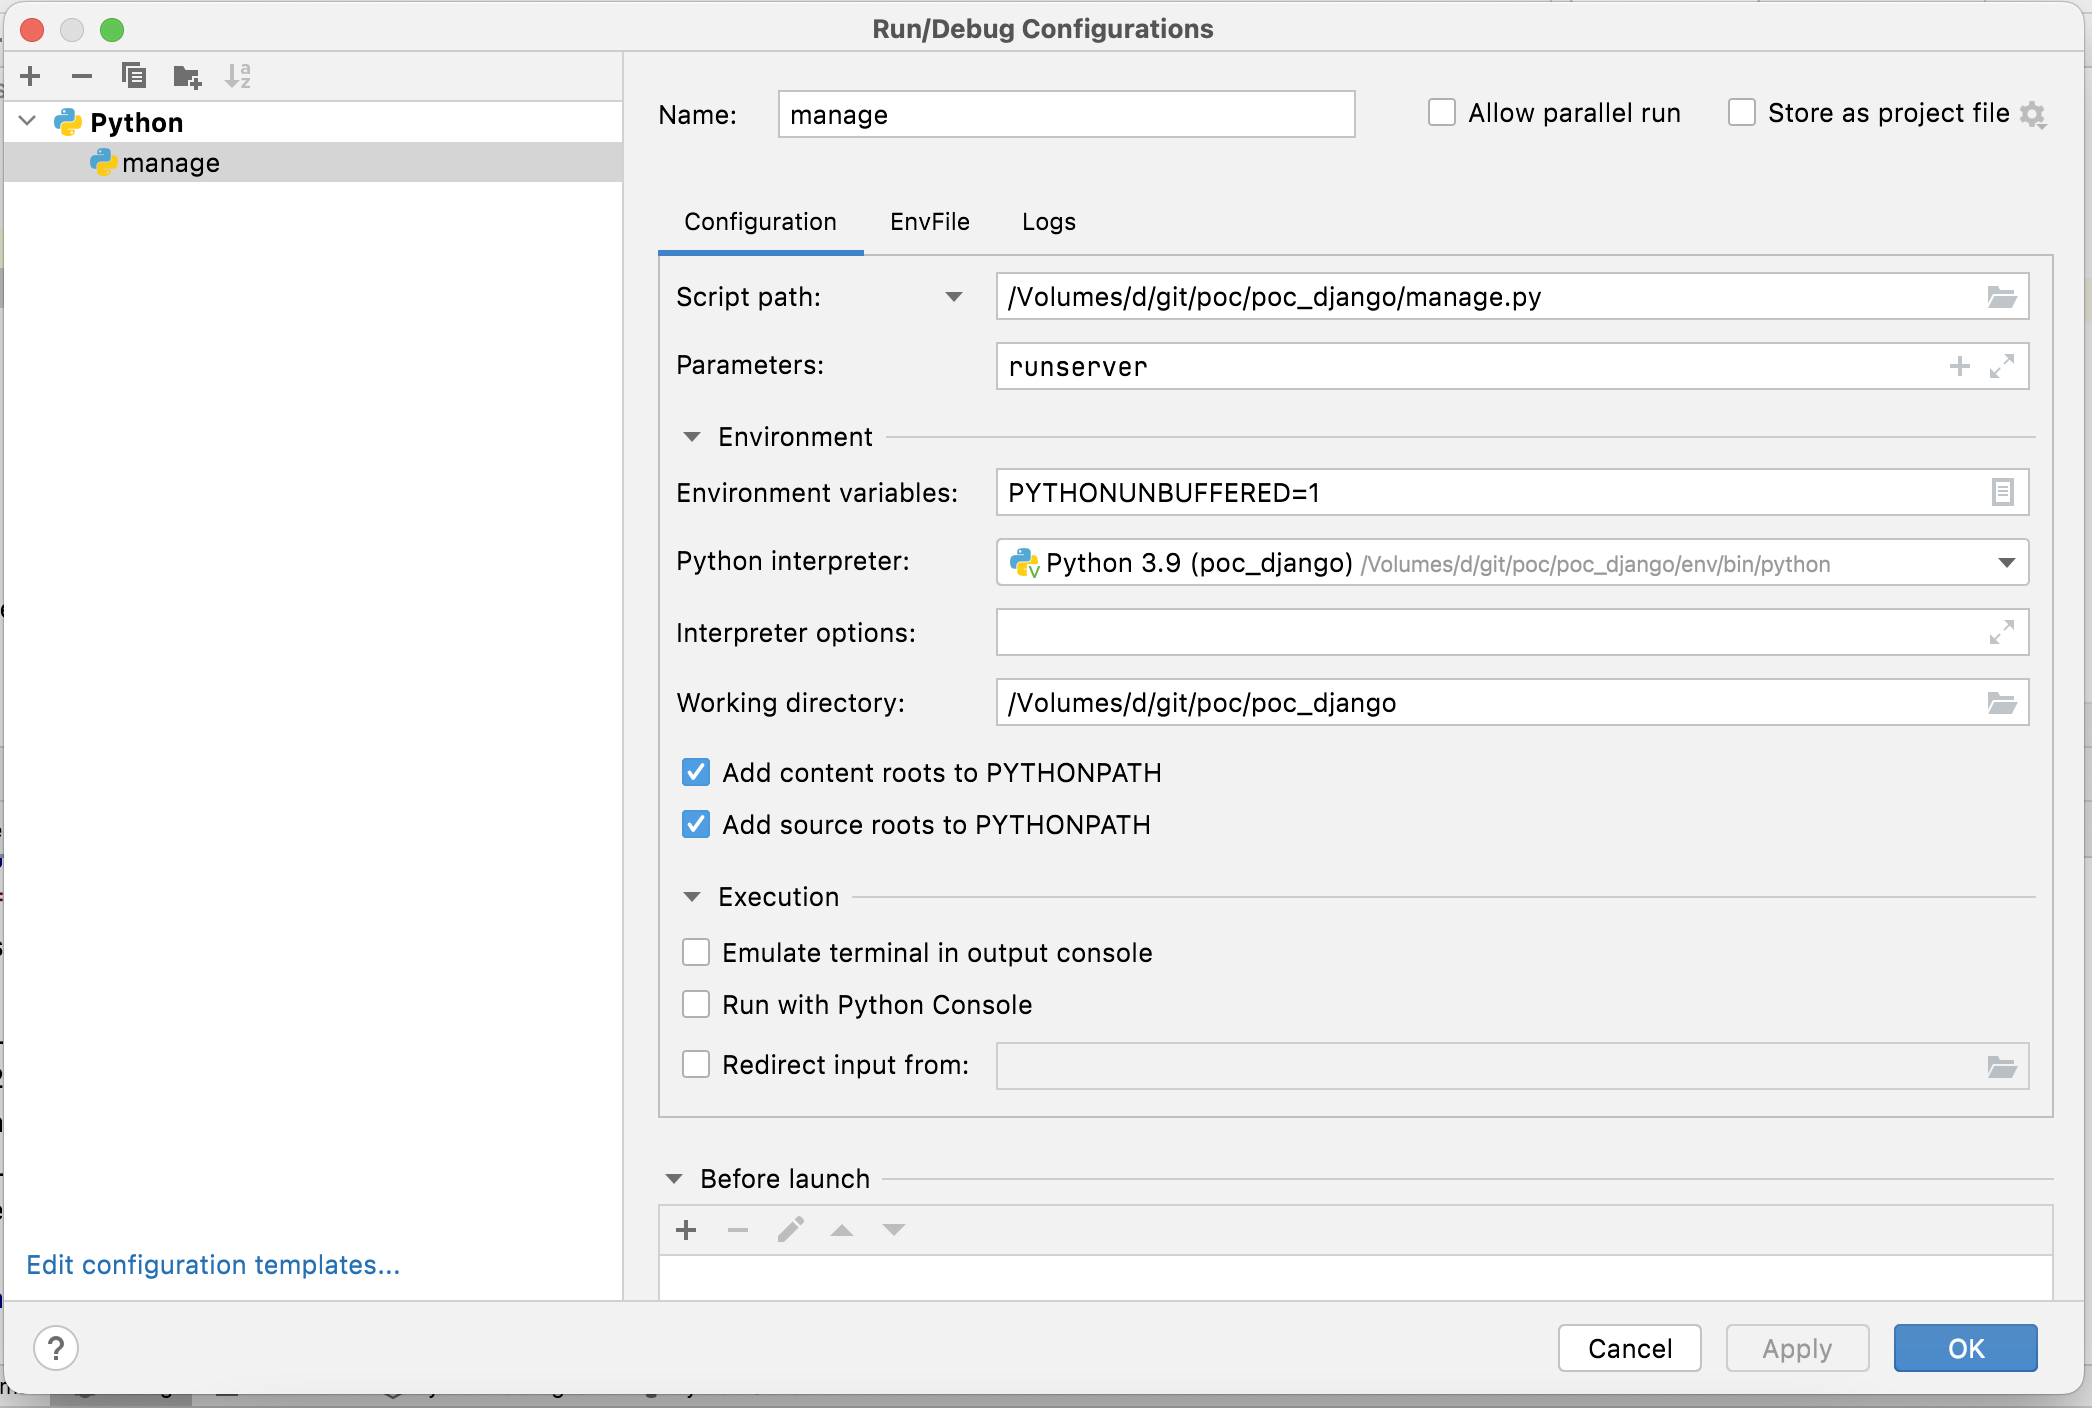 Run/Debug Configurations
Python
manage
Edit configuration templates...
Name: manage
Allow parallel run
Store as project file
Configuration EnvFile Logs
Script path: /Volumes/d/git/poc/poc_django/manage.py
Parameters: runserver
Environment
Environment variables: PYTHONUNBUFFERED=1
Python interpreter: Python 3.9 (poc_django) /Volumes/d/git/poc/poc_django/env/bin/python
Interpreter options:
Working directory: /Volumes/d/git/poc/poc_django
Add content roots to PYTHONPATH
Add source roots to PYTHONPATH
Execution
Emulate terminal in output console
Run with Python Console
Redirect input from:
Before launch
? Cancel Apply OK